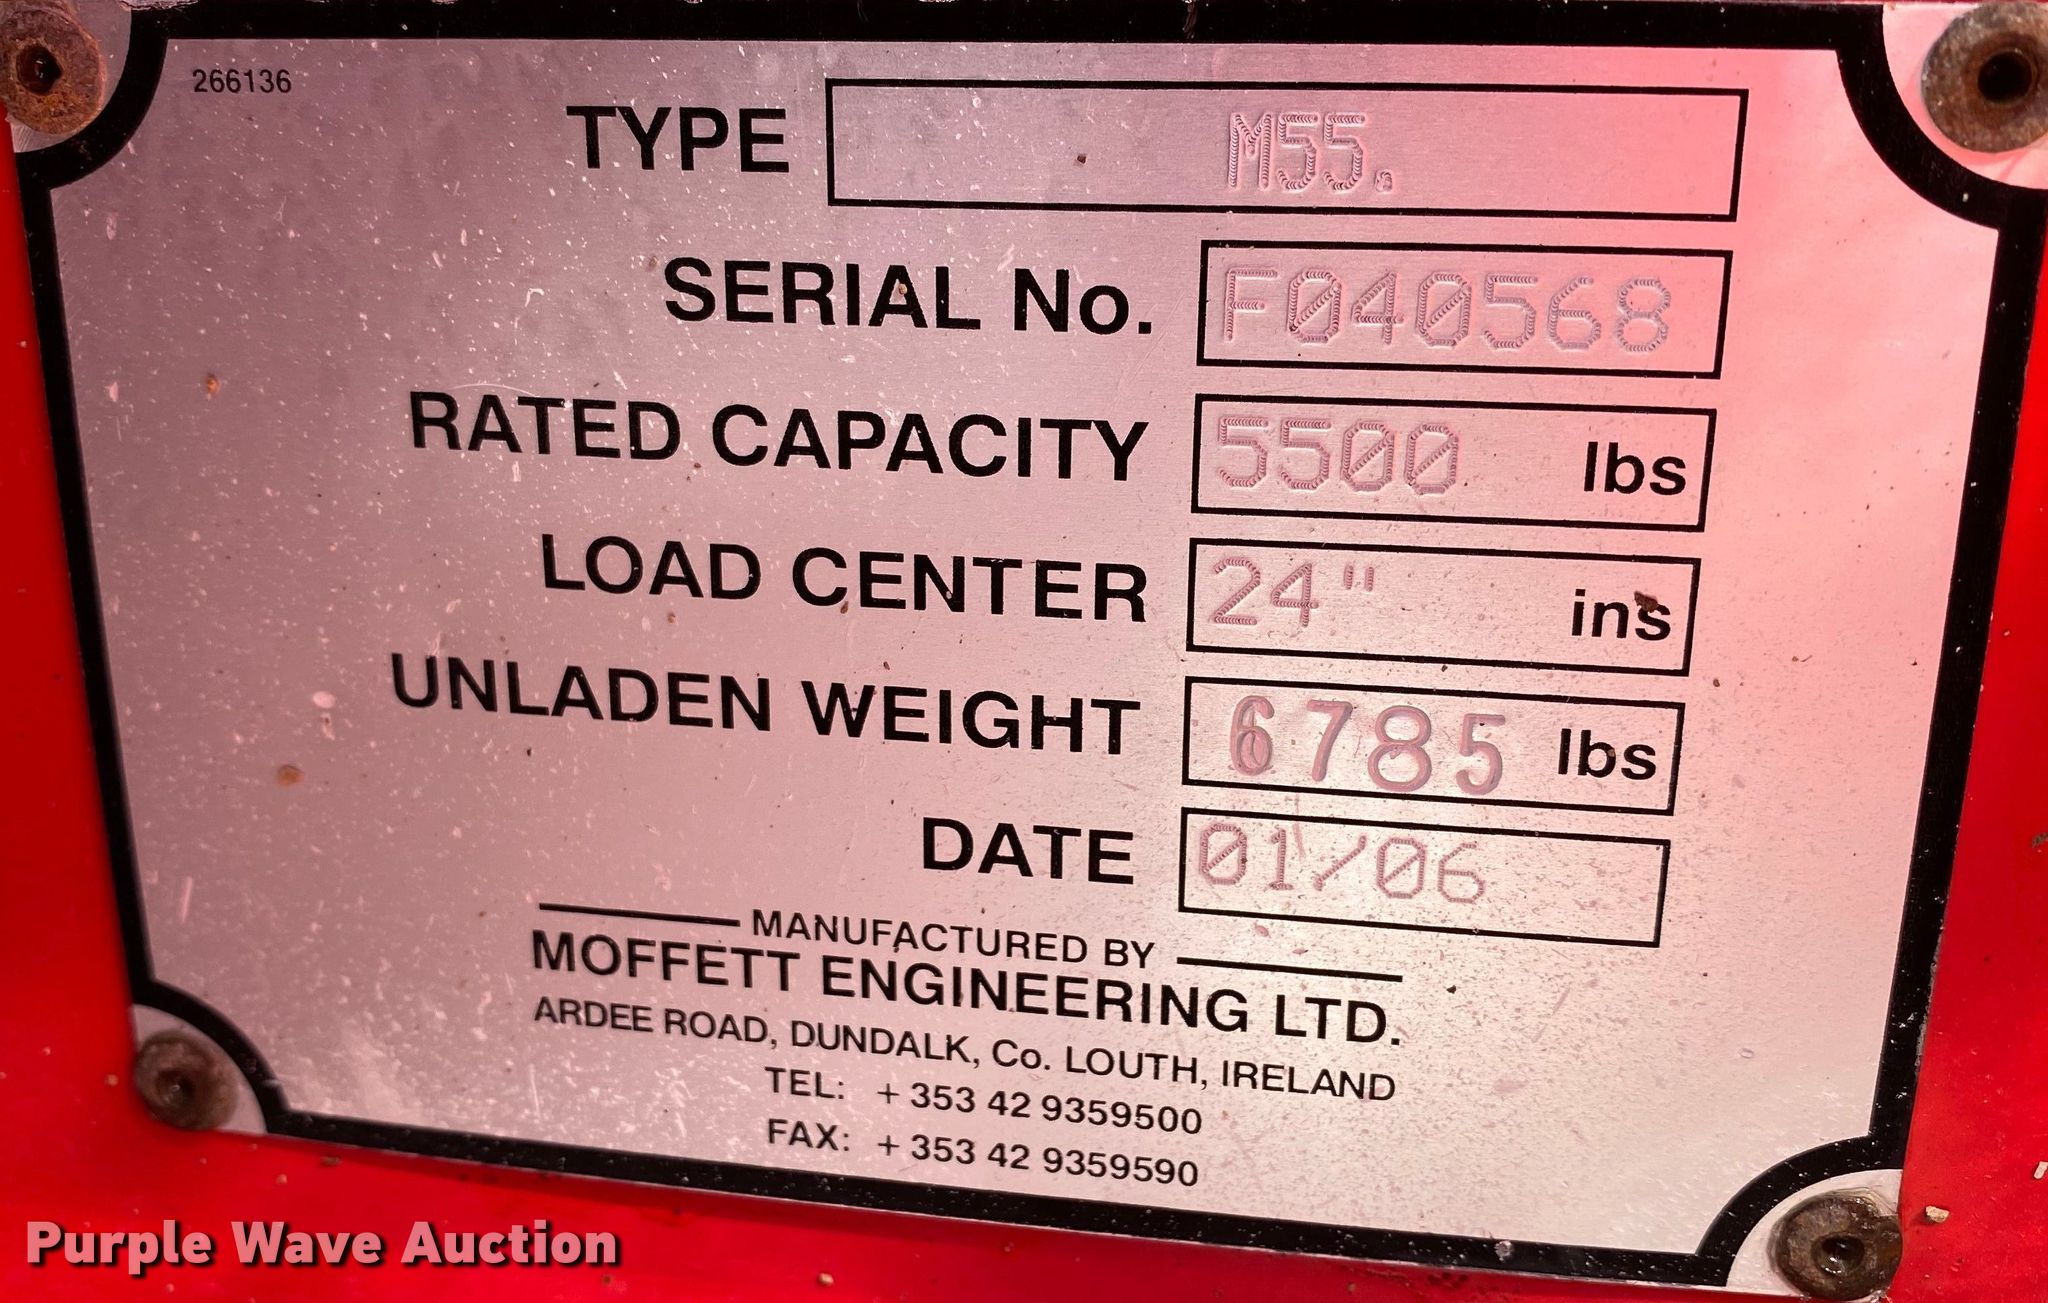 266136
TYPE M55.
SERIAL No. F040568
RATED CAPACITY 5500 lbs
LOAD CENTER 24" ins
UNLADEN WEIGHT 6785 lbs
DATE 01/06
MANUFACTURED BY
MOFFETT ENGINEERING LTD.
ARDEE ROAD, DUNDALK, Co. LOUTH, IRELAND
TEL: + 353 42 9359500
FAX: + 353 42 9359590
Purple Wave Auction